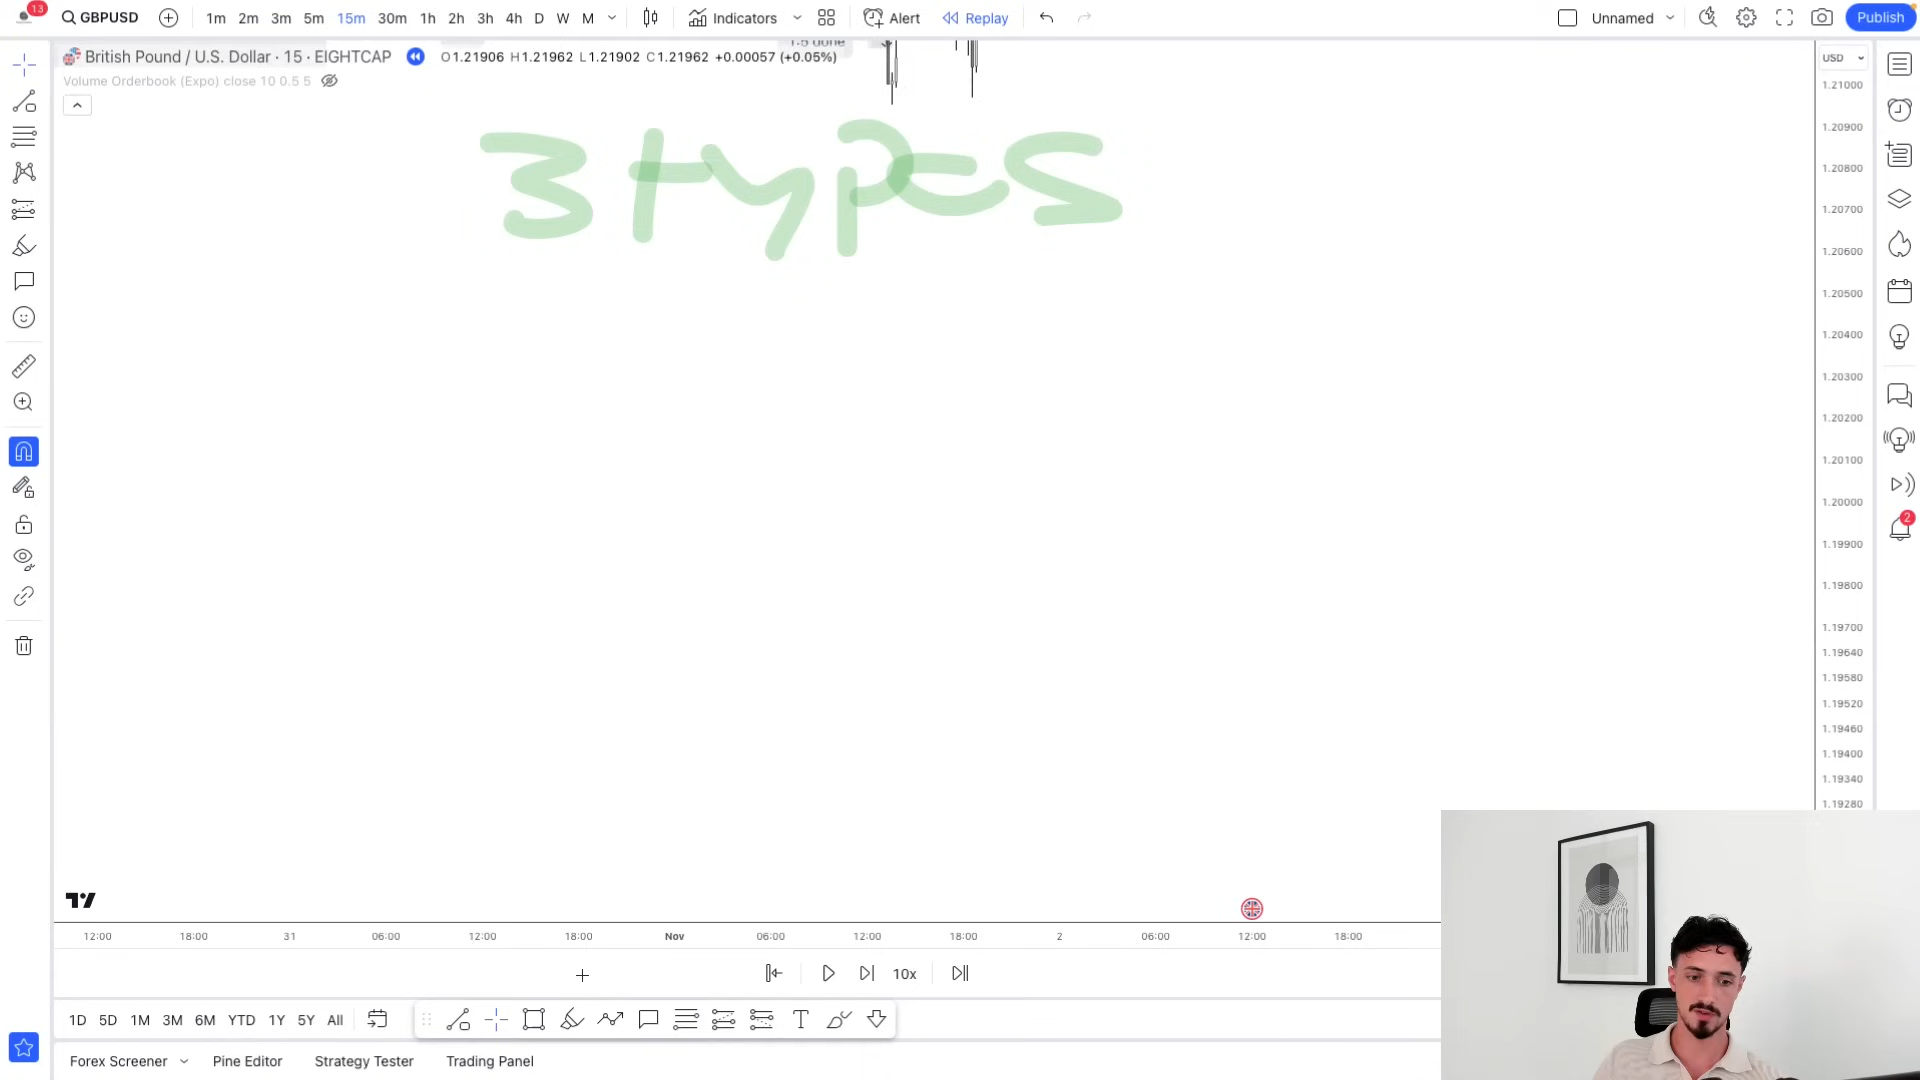 13
GBPUSD
1m 2m 3m 5m 15m 30m 1h 2h 3h 4h D W M
Indicators
Alert
Replay
Unnamed
Publish
British Pound / U.S. Dollar · 15 · EIGHTCAP
O1.21906 H1.21962 L1.21902 C1.21962 +0.00057 (+0.05%)
USD
Volume Orderbook (Expo) close 10 0.5 5
3 types
1.21000
1.20900
1.20800
1.20700
1.20600
1.20500
1.20400
1.20300
1.20200
1.20100
1.20000
1.19900
1.19800
1.19700
1.19640
1.19580
1.19520
1.19460
1.19400
1.19340
1.19280
2
12:00 18:00 31 06:00 12:00 18:00 Nov 06:00 12:00 18:00 2 06:00 12:00 18:00
10x
1D 5D 1M 3M 6M YTD 1Y 5Y All
Forex Screener Pine Editor Strategy Tester Trading Panel